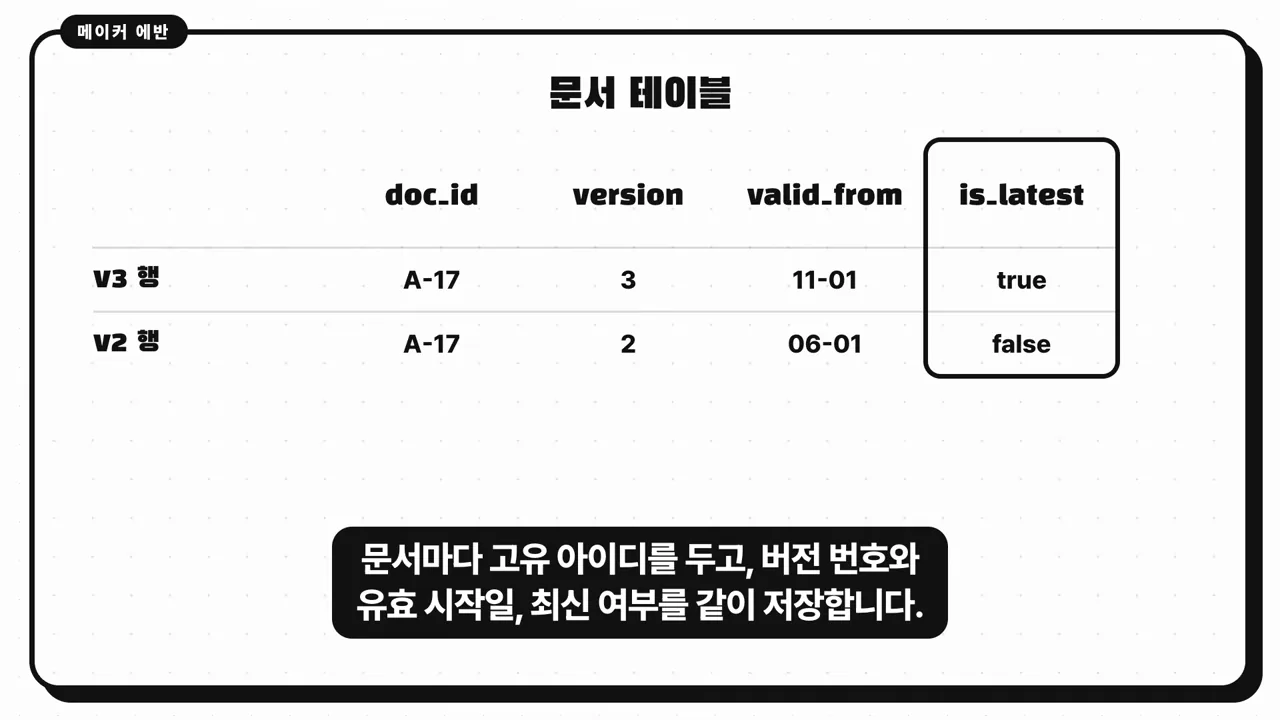 메이커 에반
문서 테이블
doc_id version valid_from is_latest
V3 행 A-17 3 11-01 true
V2 행 A-17 2 06-01 false
문서마다 고유 아이디를 두고, 버전 번호와
유효 시작일, 최신 여부를 같이 저장합니다.